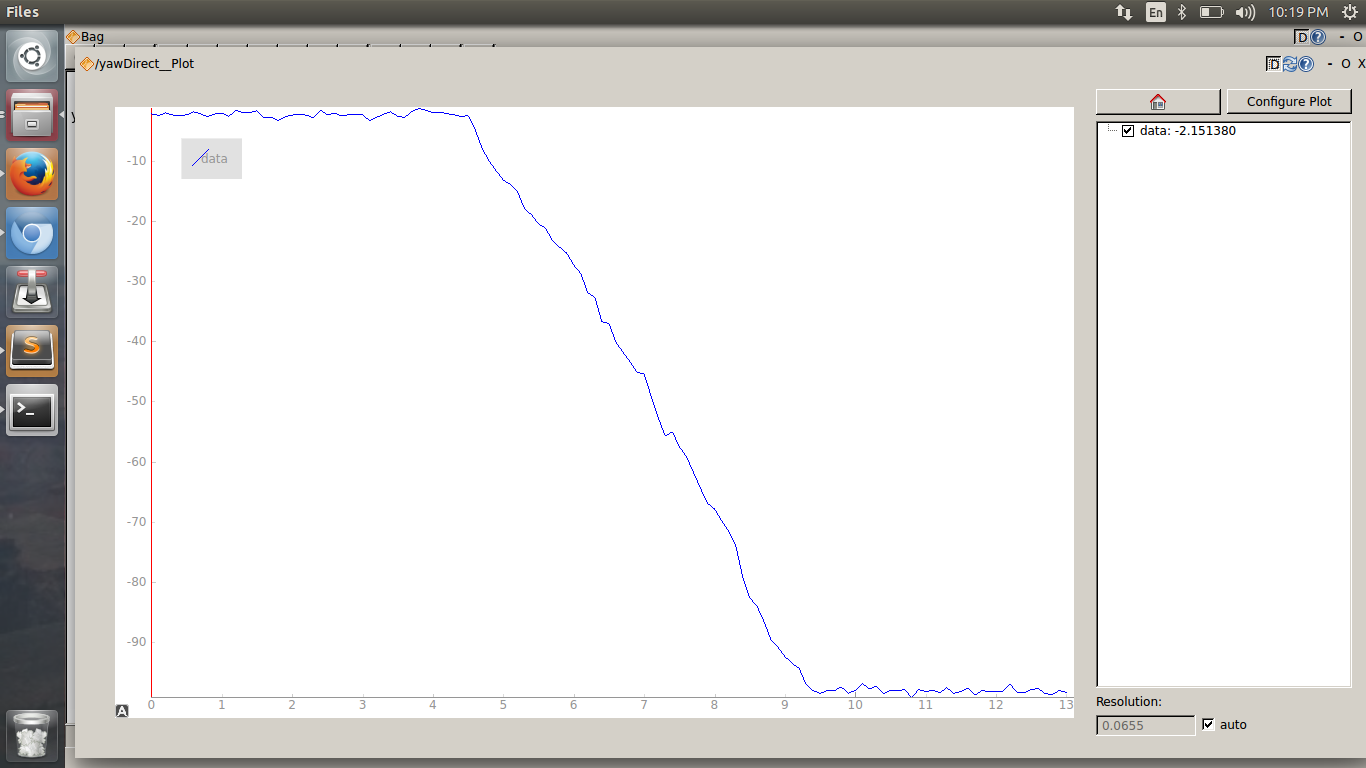 Files
En
10:19 PM
Bag
D
- O
/yawDirect__Plot
D
- O X
Configure Plot
data: -2.151380
data
-10
-20
-30
-40
-50
-60
-70
-80
-90
0 1 2 3 4 5 6 7 8 9 10 11 12 13
A
Resolution:
0.0655
auto